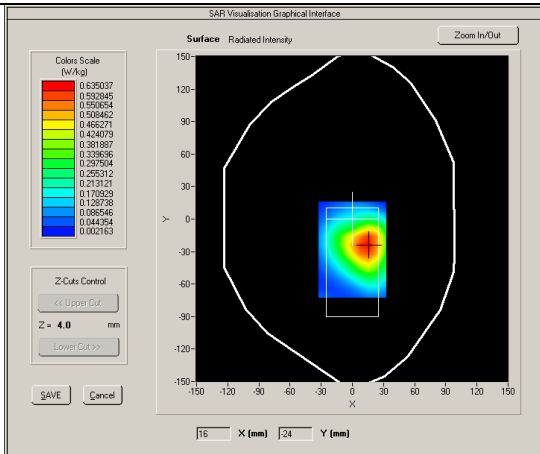 SAR Visualisation Graphical Interface
Surface Radiated Intensity
Zoom In/Out
Colors Scale
(W/kg)
0.635037
0.592845
0.550654
0.508462
0.466271
0.424079
0.381887
0.339696
0.297504
0.255312
0.213121
0.170929
0.128738
0.086546
0.044354
0.002163
Z-Cuts Control
<< Upper Cut
Z = 4.0 mm
Lower Cut >>
SAVE Cancel
150-
120-
90-
60-
30-
0-
-30-
-60-
-90-
-120-
-150-
Y
-150 -120 -90 -60 -30 0 30 60 90 120 150
X
16 X (mm) -24 Y (mm)